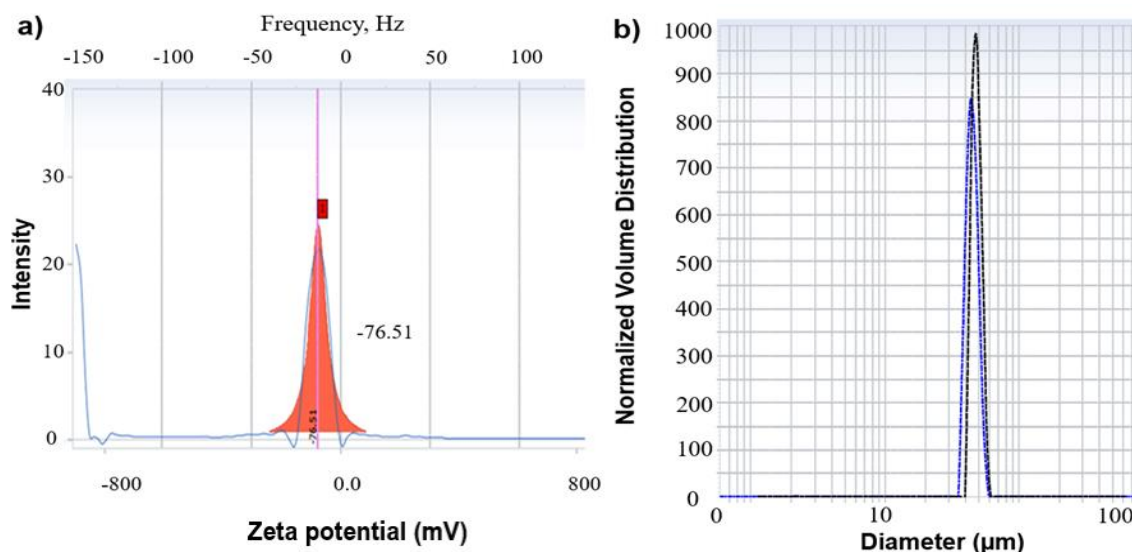 a)
Frequency, Hz
-150 -100 -50 0 50 100
40
30
20
10
0
Intensity
-76.51
-76.51
-800 0.0 800
Zeta potential (mV)
b)
1000
900
800
700
600
500
400
300
200
100
0
Normalized Volume Distribution
0 10 100
Diameter (µm)